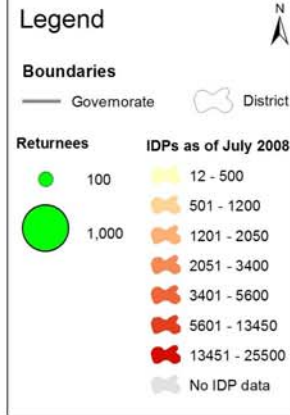 Legend
N
Boundaries
Governorate
District
Returnees
100
1,000
IDPs as of July 2008
12 - 500
501 - 1200
1201 - 2050
2051 - 3400
3401 - 5600
5601 - 13450
13451 - 25500
No IDP data